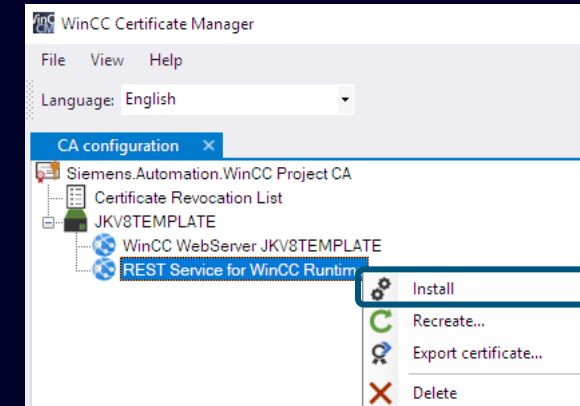 WinCC Certificate Manager
File View Help
Language: English
CA configuration
Siemens.Automation.WinCC Project CA
Certificate Revocation List
JKV8TEMPLATE
WinCC WebServer JKV8TEMPLATE
REST Service for WinCC Runtime
Install
Recreate...
Export certificate...
Delete